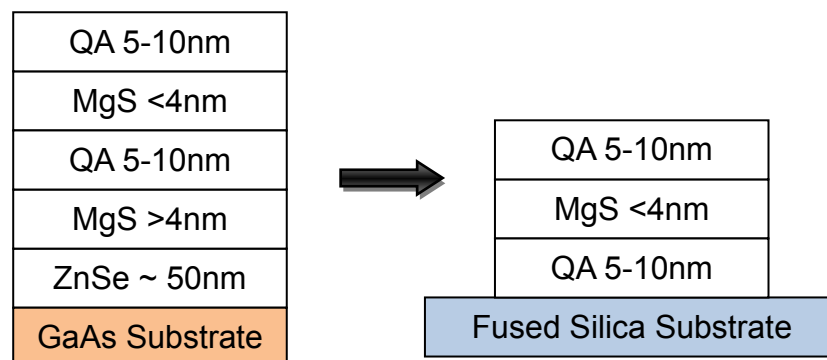 QA 5-10nm
MgS <4nm
QA 5-10nm
MgS >4nm
ZnSe ~ 50nm
GaAs Substrate
QA 5-10nm
MgS <4nm
QA 5-10nm
Fused Silica Substrate